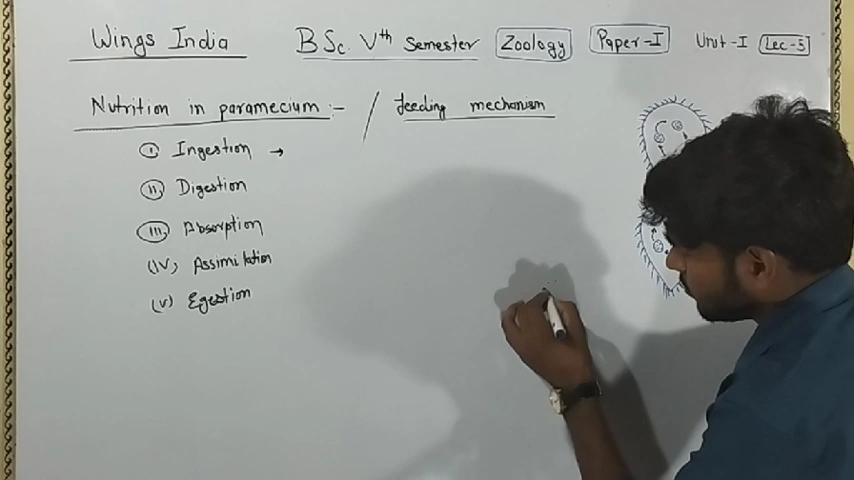 Wings India BSc Vth Semester Zoology Paper-I Unit-I Lec-5
Nutrition in paramecium :- / feeding mechanism
(i) Ingestion →
(ii) Digestion
(iii) Absorption
(iv) Assimilation
(v) Egestion